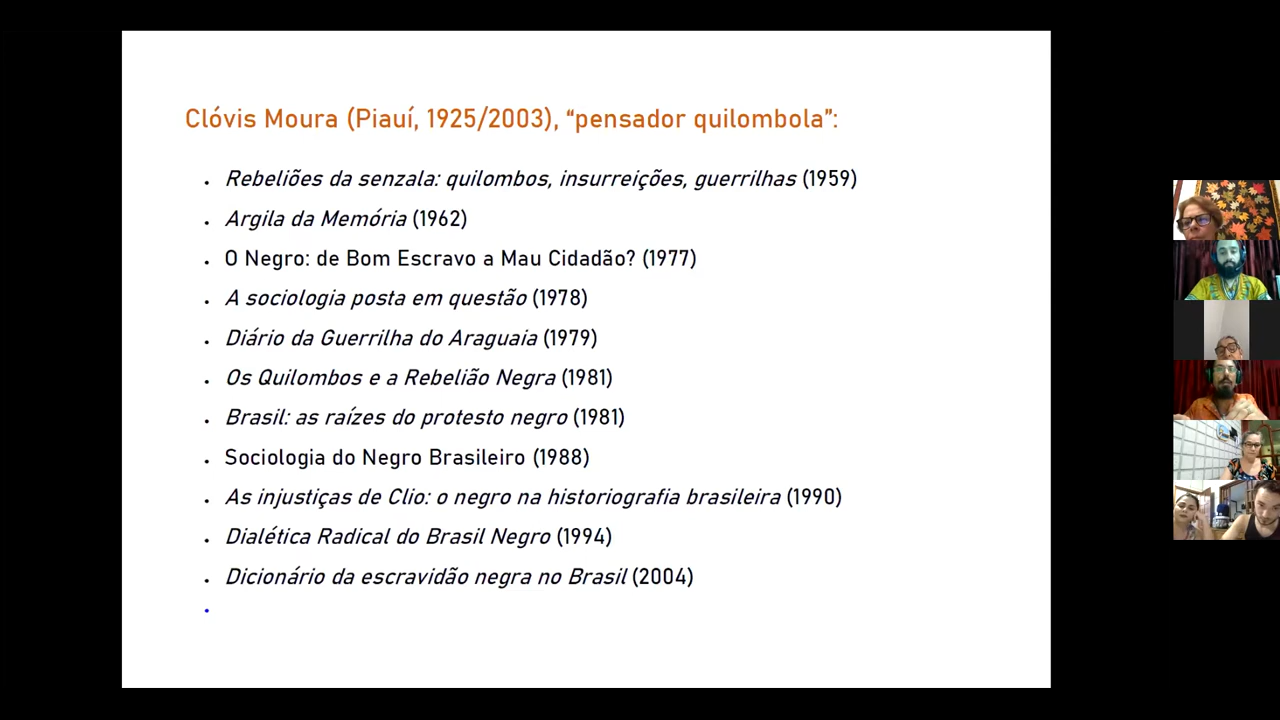 Clóvis Moura (Piauí, 1925/2003), “pensador quilombola”:
• Rebeliões da senzala: quilombos, insurreições, guerrilhas (1959)
• Argila da Memória (1962)
• O Negro: de Bom Escravo a Mau Cidadão? (1977)
• A sociologia posta em questão (1978)
• Diário da Guerrilha do Araguaia (1979)
• Os Quilombos e a Rebelião Negra (1981)
• Brasil: as raízes do protesto negro (1981)
• Sociologia do Negro Brasileiro (1988)
• As injustiças de Clio: o negro na historiografia brasileira (1990)
• Dialética Radical do Brasil Negro (1994)
• Dicionário da escravidão negra no Brasil (2004)
•